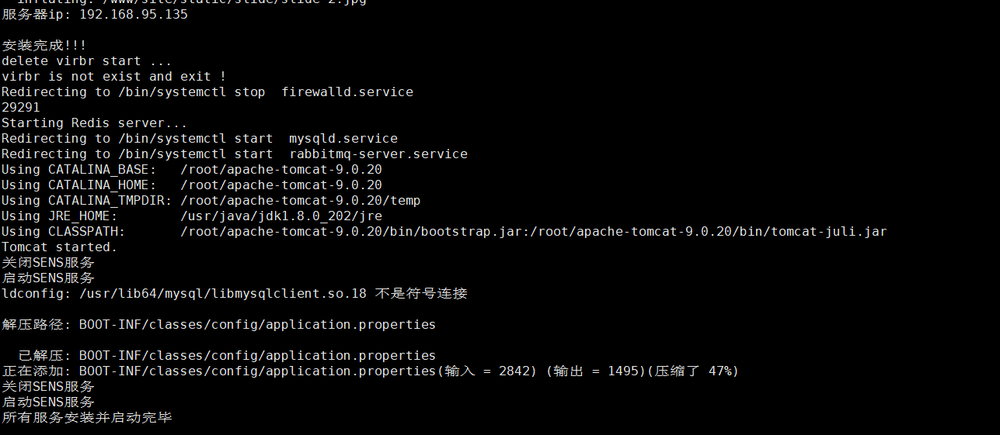 inflating: /www/site/static/slide/slide-2.jpg
服务器ip: 192.168.95.135
安装完成!!!
delete virbr start ...
virbr is not exist and exit !
Redirecting to /bin/systemctl stop  firewalld.service
29291
Starting Redis server...
Redirecting to /bin/systemctl start  mysqld.service
Redirecting to /bin/systemctl start  rabbitmq-server.service
Using CATALINA_BASE:   /root/apache-tomcat-9.0.20
Using CATALINA_HOME:   /root/apache-tomcat-9.0.20
Using CATALINA_TMPDIR: /root/apache-tomcat-9.0.20/temp
Using JRE_HOME:        /usr/java/jdk1.8.0_202/jre
Using CLASSPATH:       /root/apache-tomcat-9.0.20/bin/bootstrap.jar:/root/apache-tomcat-9.0.20/bin/tomcat-juli.jar
Tomcat started.
关闭SENS服务
启动SENS服务
ldconfig: /usr/lib64/mysql/libmysqlclient.so.18 不是符号连接
解压路径: BOOT-INF/classes/config/application.properties
已解压: BOOT-INF/classes/config/application.properties
正在添加: BOOT-INF/classes/config/application.properties(输入 = 2842) (输出 = 1495)(压缩了 47%)
关闭SENS服务
启动SENS服务
所有服务安装并启动完毕